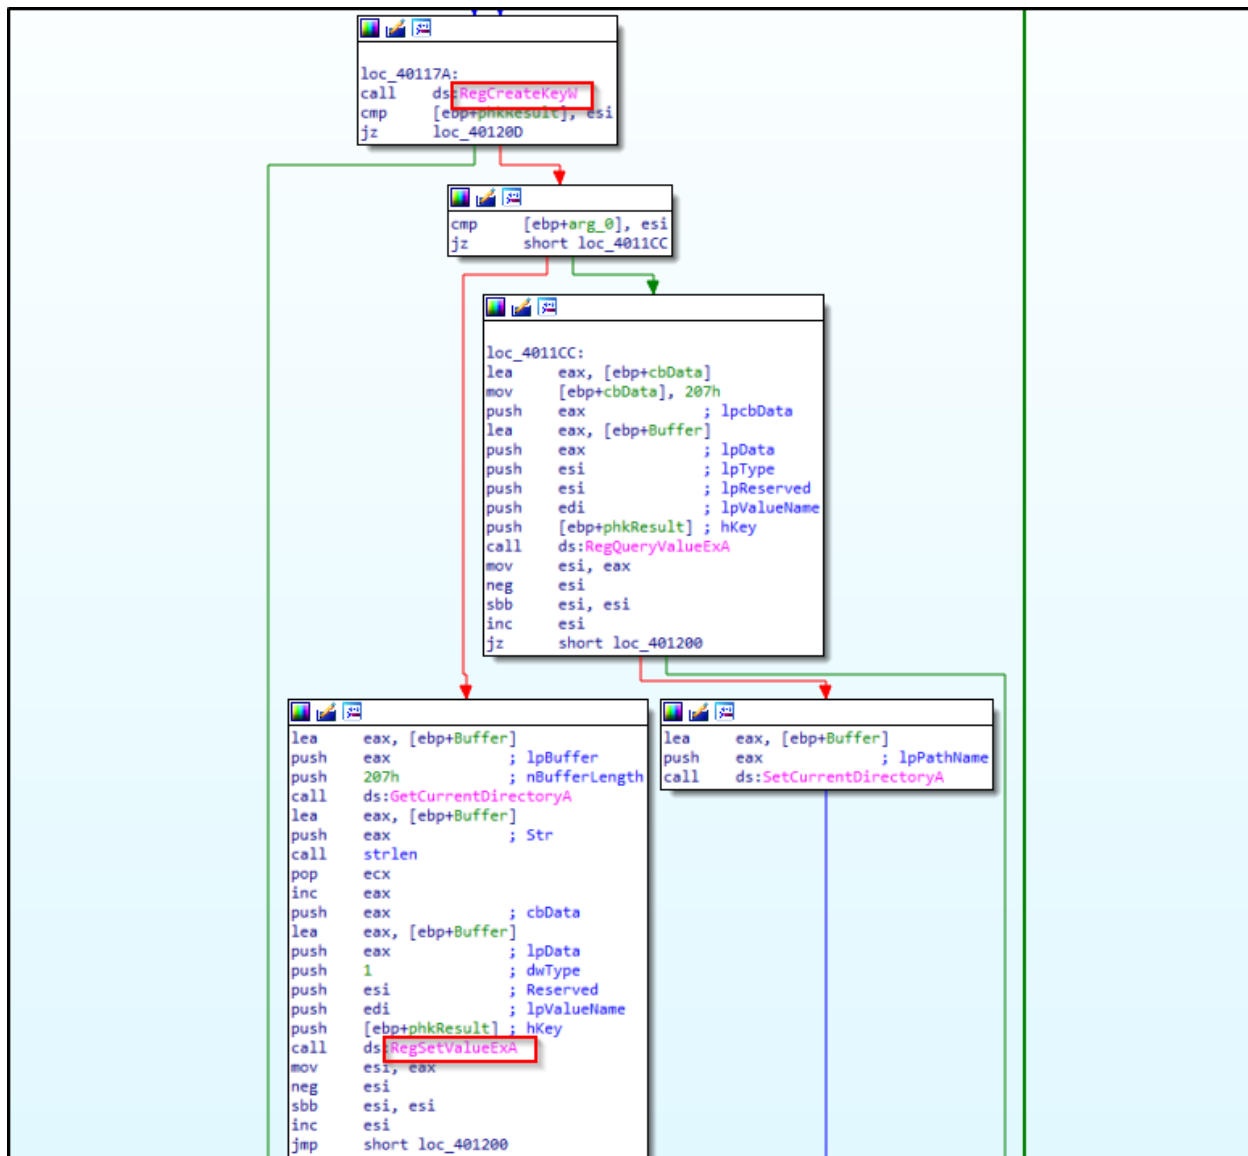 loc_40117A:
call ds:RegCreateKeyW
cmp [ebp+phkResult], esi
jz loc_40120D
cmp [ebp+arg_0], esi
jz short loc_4011CC
loc_4011CC:
lea eax, [ebp+cbData]
mov [ebp+cbData], 207h
push eax ; lpcbData
lea eax, [ebp+Buffer]
push eax ; lpData
push esi ; lpType
push esi ; lpReserved
push edi ; lpValueName
push [ebp+phkResult] ; hKey
call ds:RegQueryValueExA
mov esi, eax
neg esi
sbb esi, esi
inc esi
jz short loc_401200
lea eax, [ebp+Buffer]
push eax ; lpBuffer
push 207h ; nBufferLength
call ds:GetCurrentDirectoryA
lea eax, [ebp+Buffer]
push eax ; Str
call strlen
pop ecx
inc eax
push eax ; cbData
lea eax, [ebp+Buffer]
push eax ; lpData
push 1 ; dwType
push esi ; Reserved
push edi ; lpValueName
push [ebp+phkResult] ; hKey
call ds:RegSetValueExA
mov esi, eax
neg esi
sbb esi, esi
inc esi
jmp short loc_401200
lea eax, [ebp+Buffer]
push eax ; lpPathName
call ds:SetCurrentDirectoryA